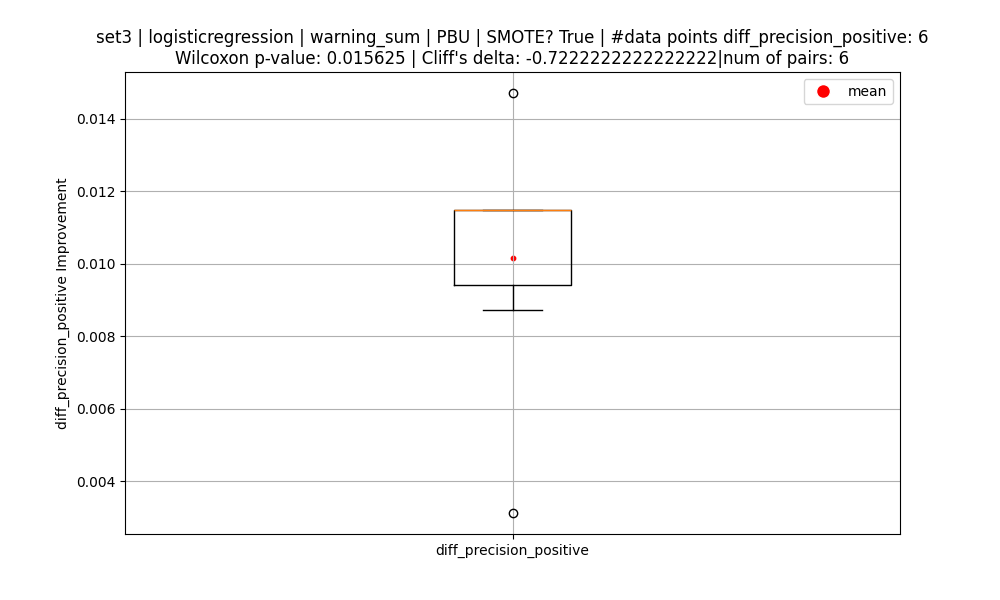 set3 | logisticregression | warning_sum | PBU | SMOTE? True | #data points diff_precision_positive: 6
Wilcoxon p-value: 0.015625 | Cliff's delta: -0.7222222222222222|num of pairs: 6
mean
0.014
0.012
0.010
0.008
0.006
0.004
diff_precision_positive Improvement
diff_precision_positive